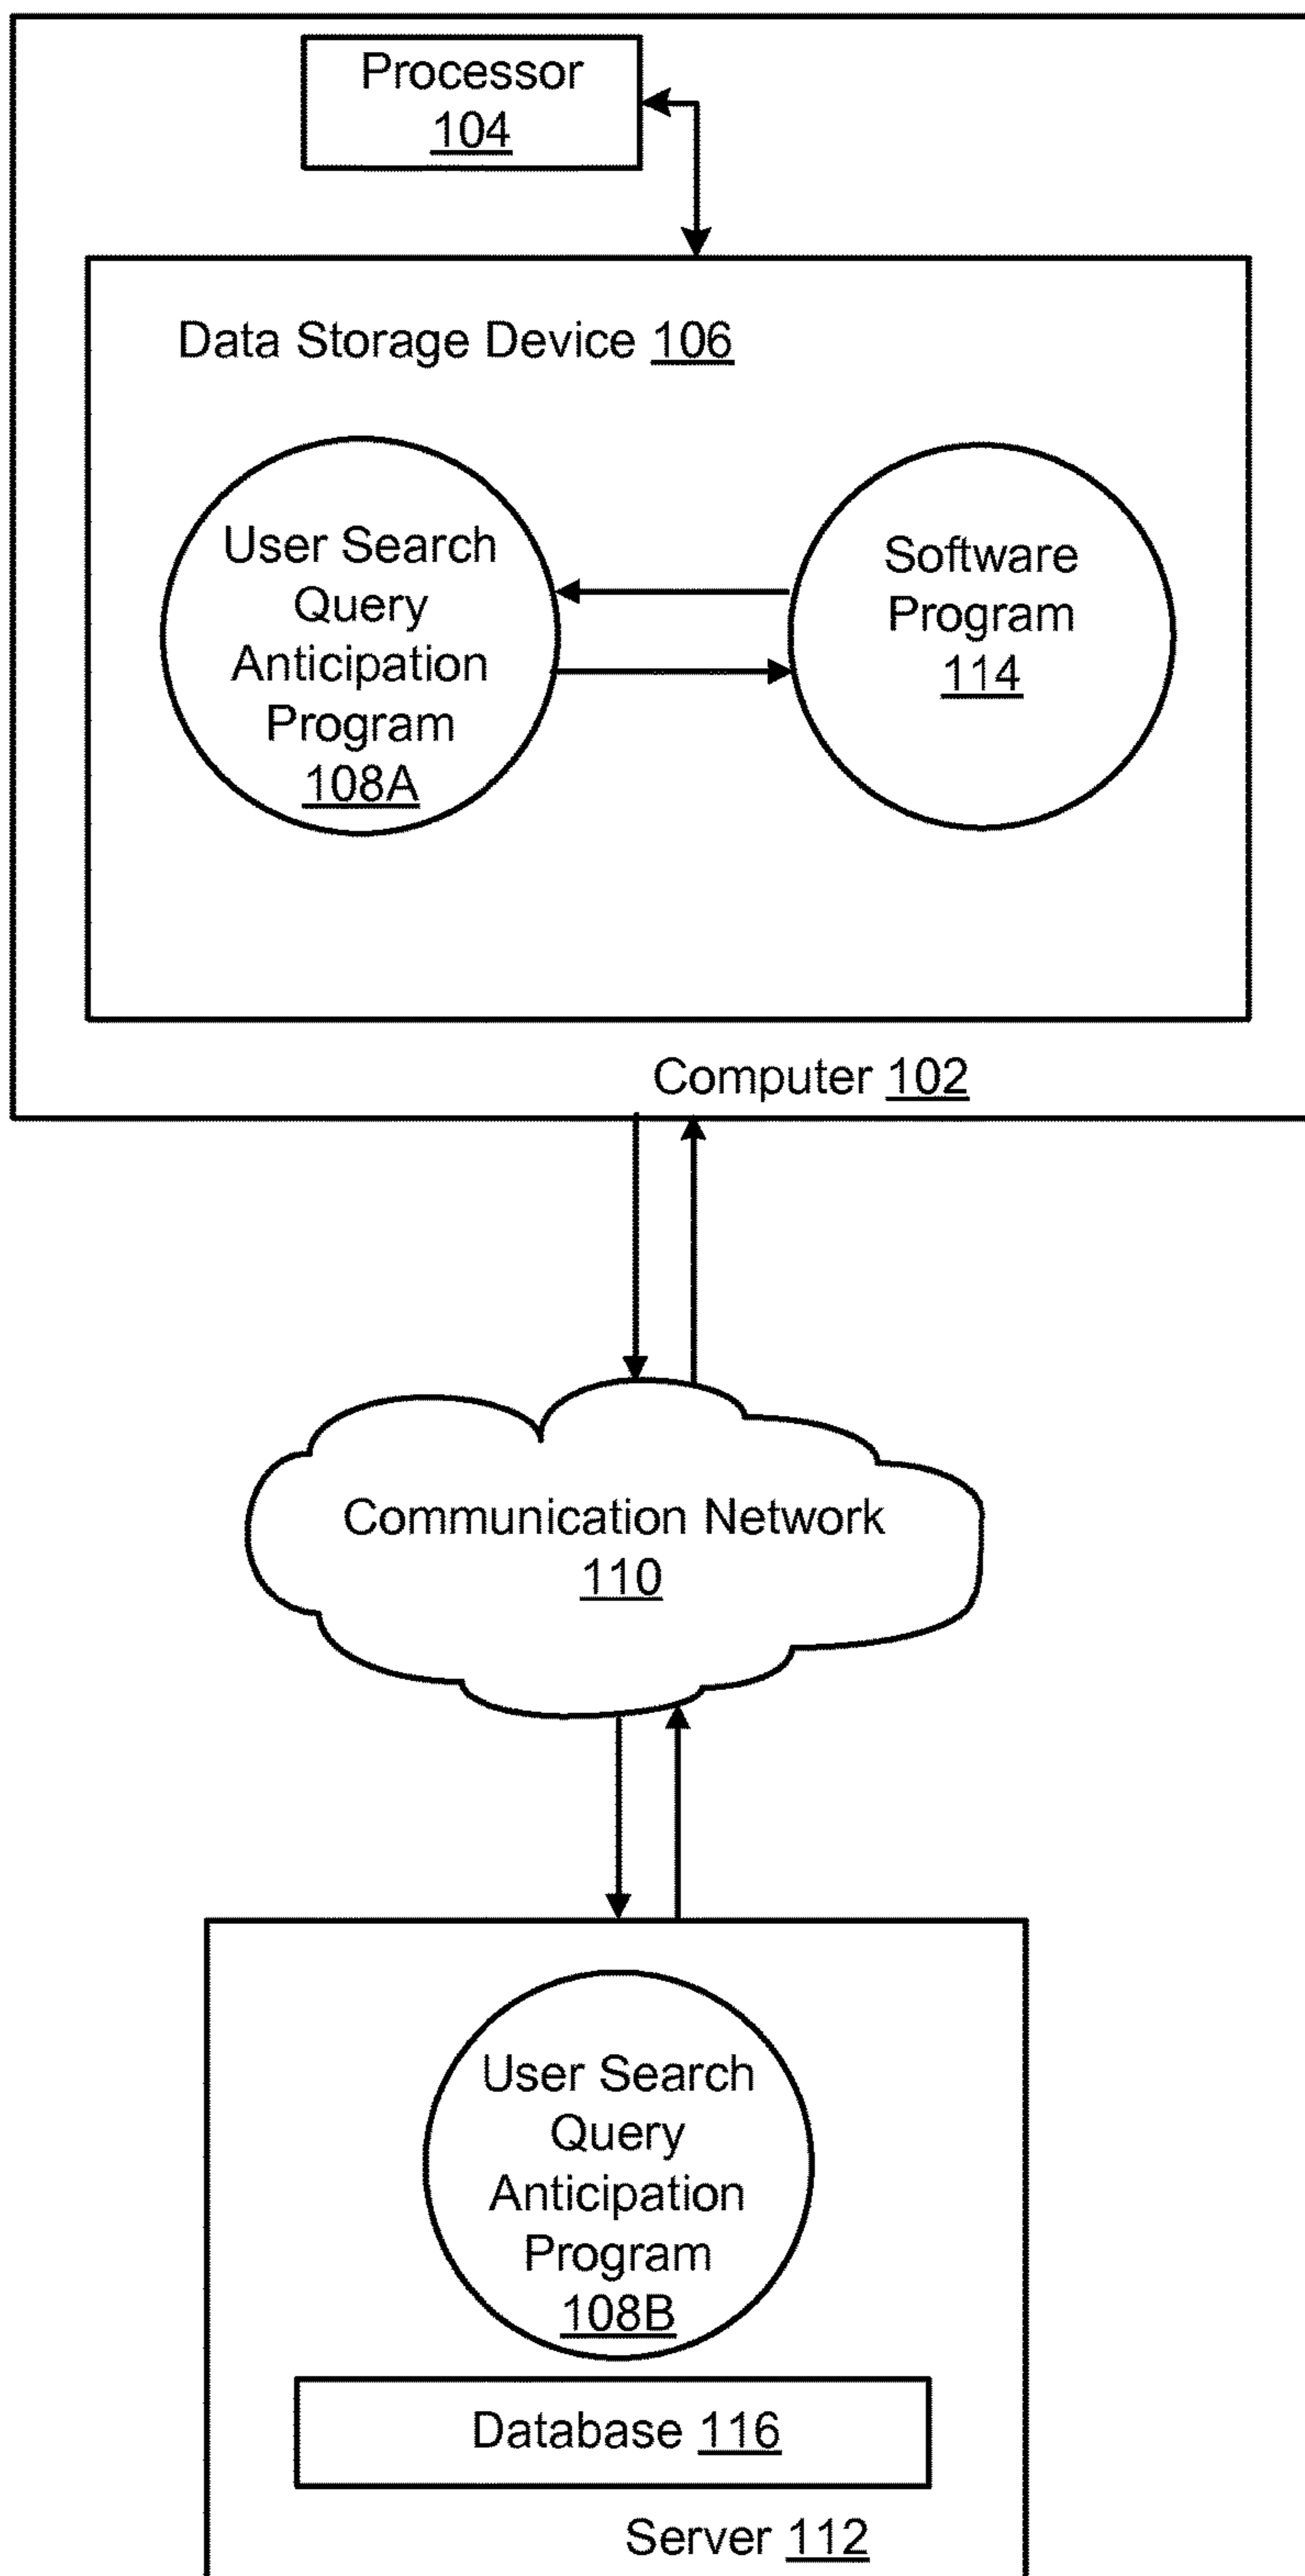 Processor
104
Data Storage Device 106
User Search
Query
Anticipation
Program
108A
Software
Program
114
Computer 102
Communication Network
110
User Search
Query
Anticipation
Program
108B
Database 116
Server 112